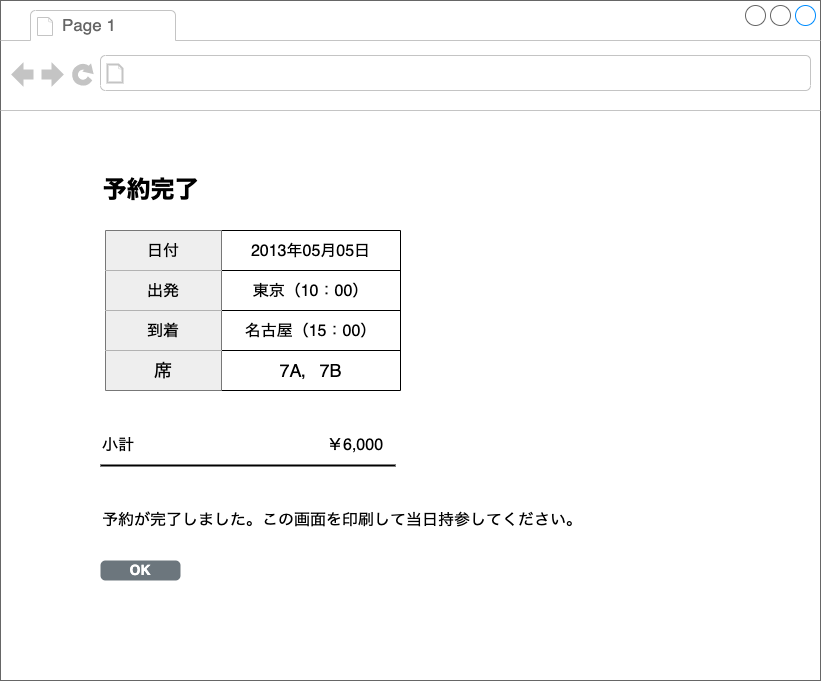 Page 1
予約完了
日付 2013年05月05日
出発 東京（10：00）
到着 名古屋（15：00）
席 7A,  7B
小計 ￥6,000
予約が完了しました。この画面を印刷して当日持参してください。
OK